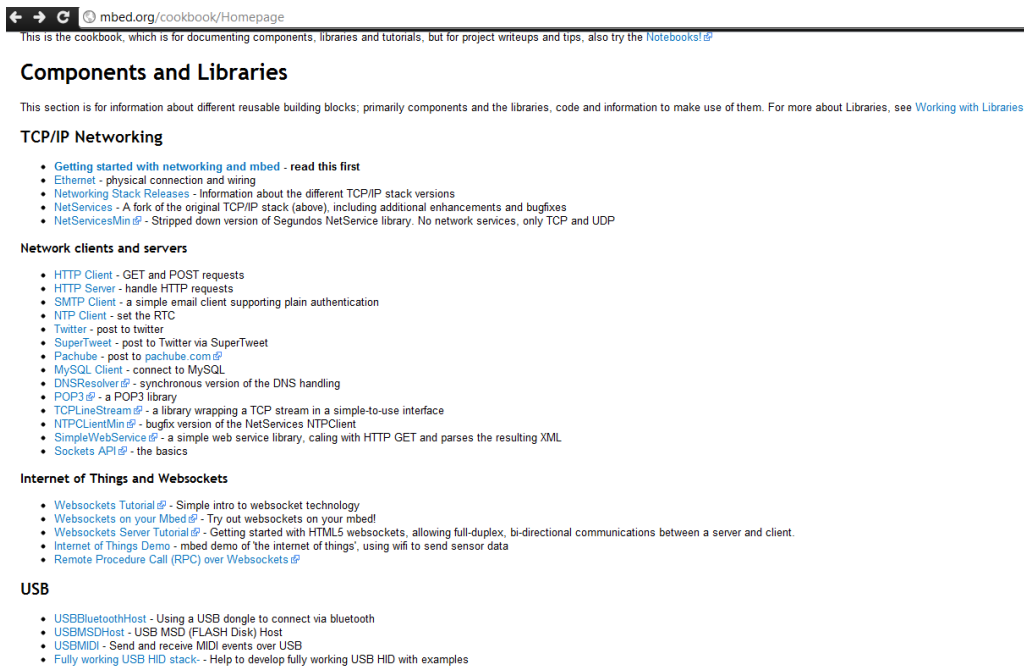 mbed.org/cookbook/Homepage
This is the cookbook, which is for documenting components, libraries and tutorials, but for project writeups and tips, also try the Notebooks!
Components and Libraries
This section is for information about different reusable building blocks; primarily components and the libraries, code and information to make use of them. For more about Libraries, see Working with Libraries
TCP/IP Networking
Getting started with networking and mbed - read this first
Ethernet - physical connection and wiring
Networking Stack Releases - Information about the different TCP/IP stack versions
NetServices - A fork of the original TCP/IP stack (above), including additional enhancements and bugfixes
NetServicesMin - Stripped down version of Segundos NetService library. No network services, only TCP and UDP
Network clients and servers
HTTP Client - GET and POST requests
HTTP Server - handle HTTP requests
SMTP Client - a simple email client supporting plain authentication
NTP Client - set the RTC
Twitter - post to twitter
SuperTweet - post to Twitter via SuperTweet
Pachube - post to pachube.com
MySQL Client - connect to MySQL
DNSResolver - synchronous version of the DNS handling
POP3 - a POP3 library
TCPLineStream - a library wrapping a TCP stream in a simple-to-use interface
NTPCLientMin - bugfix version of the NetServices NTPClient
SimpleWebService - a simple web service library, caling with HTTP GET and parses the resulting XML
Sockets API - the basics
Internet of Things and Websockets
Websockets Tutorial - Simple intro to websocket technology
Websockets on your Mbed - Try out websockets on your mbed!
Websockets Server Tutorial - Getting started with HTML5 websockets, allowing full-duplex, bi-directional communications between a server and client.
Internet of Things Demo - mbed demo of 'the internet of things', using wifi to send sensor data
Remote Procedure Call (RPC) over Websockets
USB
USBBluetoothHost - Using a USB dongle to connect via bluetooth
USBMSDHost - USB MSD (FLASH Disk) Host
USBMIDI - Send and receive MIDI events over USB
Fully working USB HID stack- - Help to develop fully working USB HID with examples